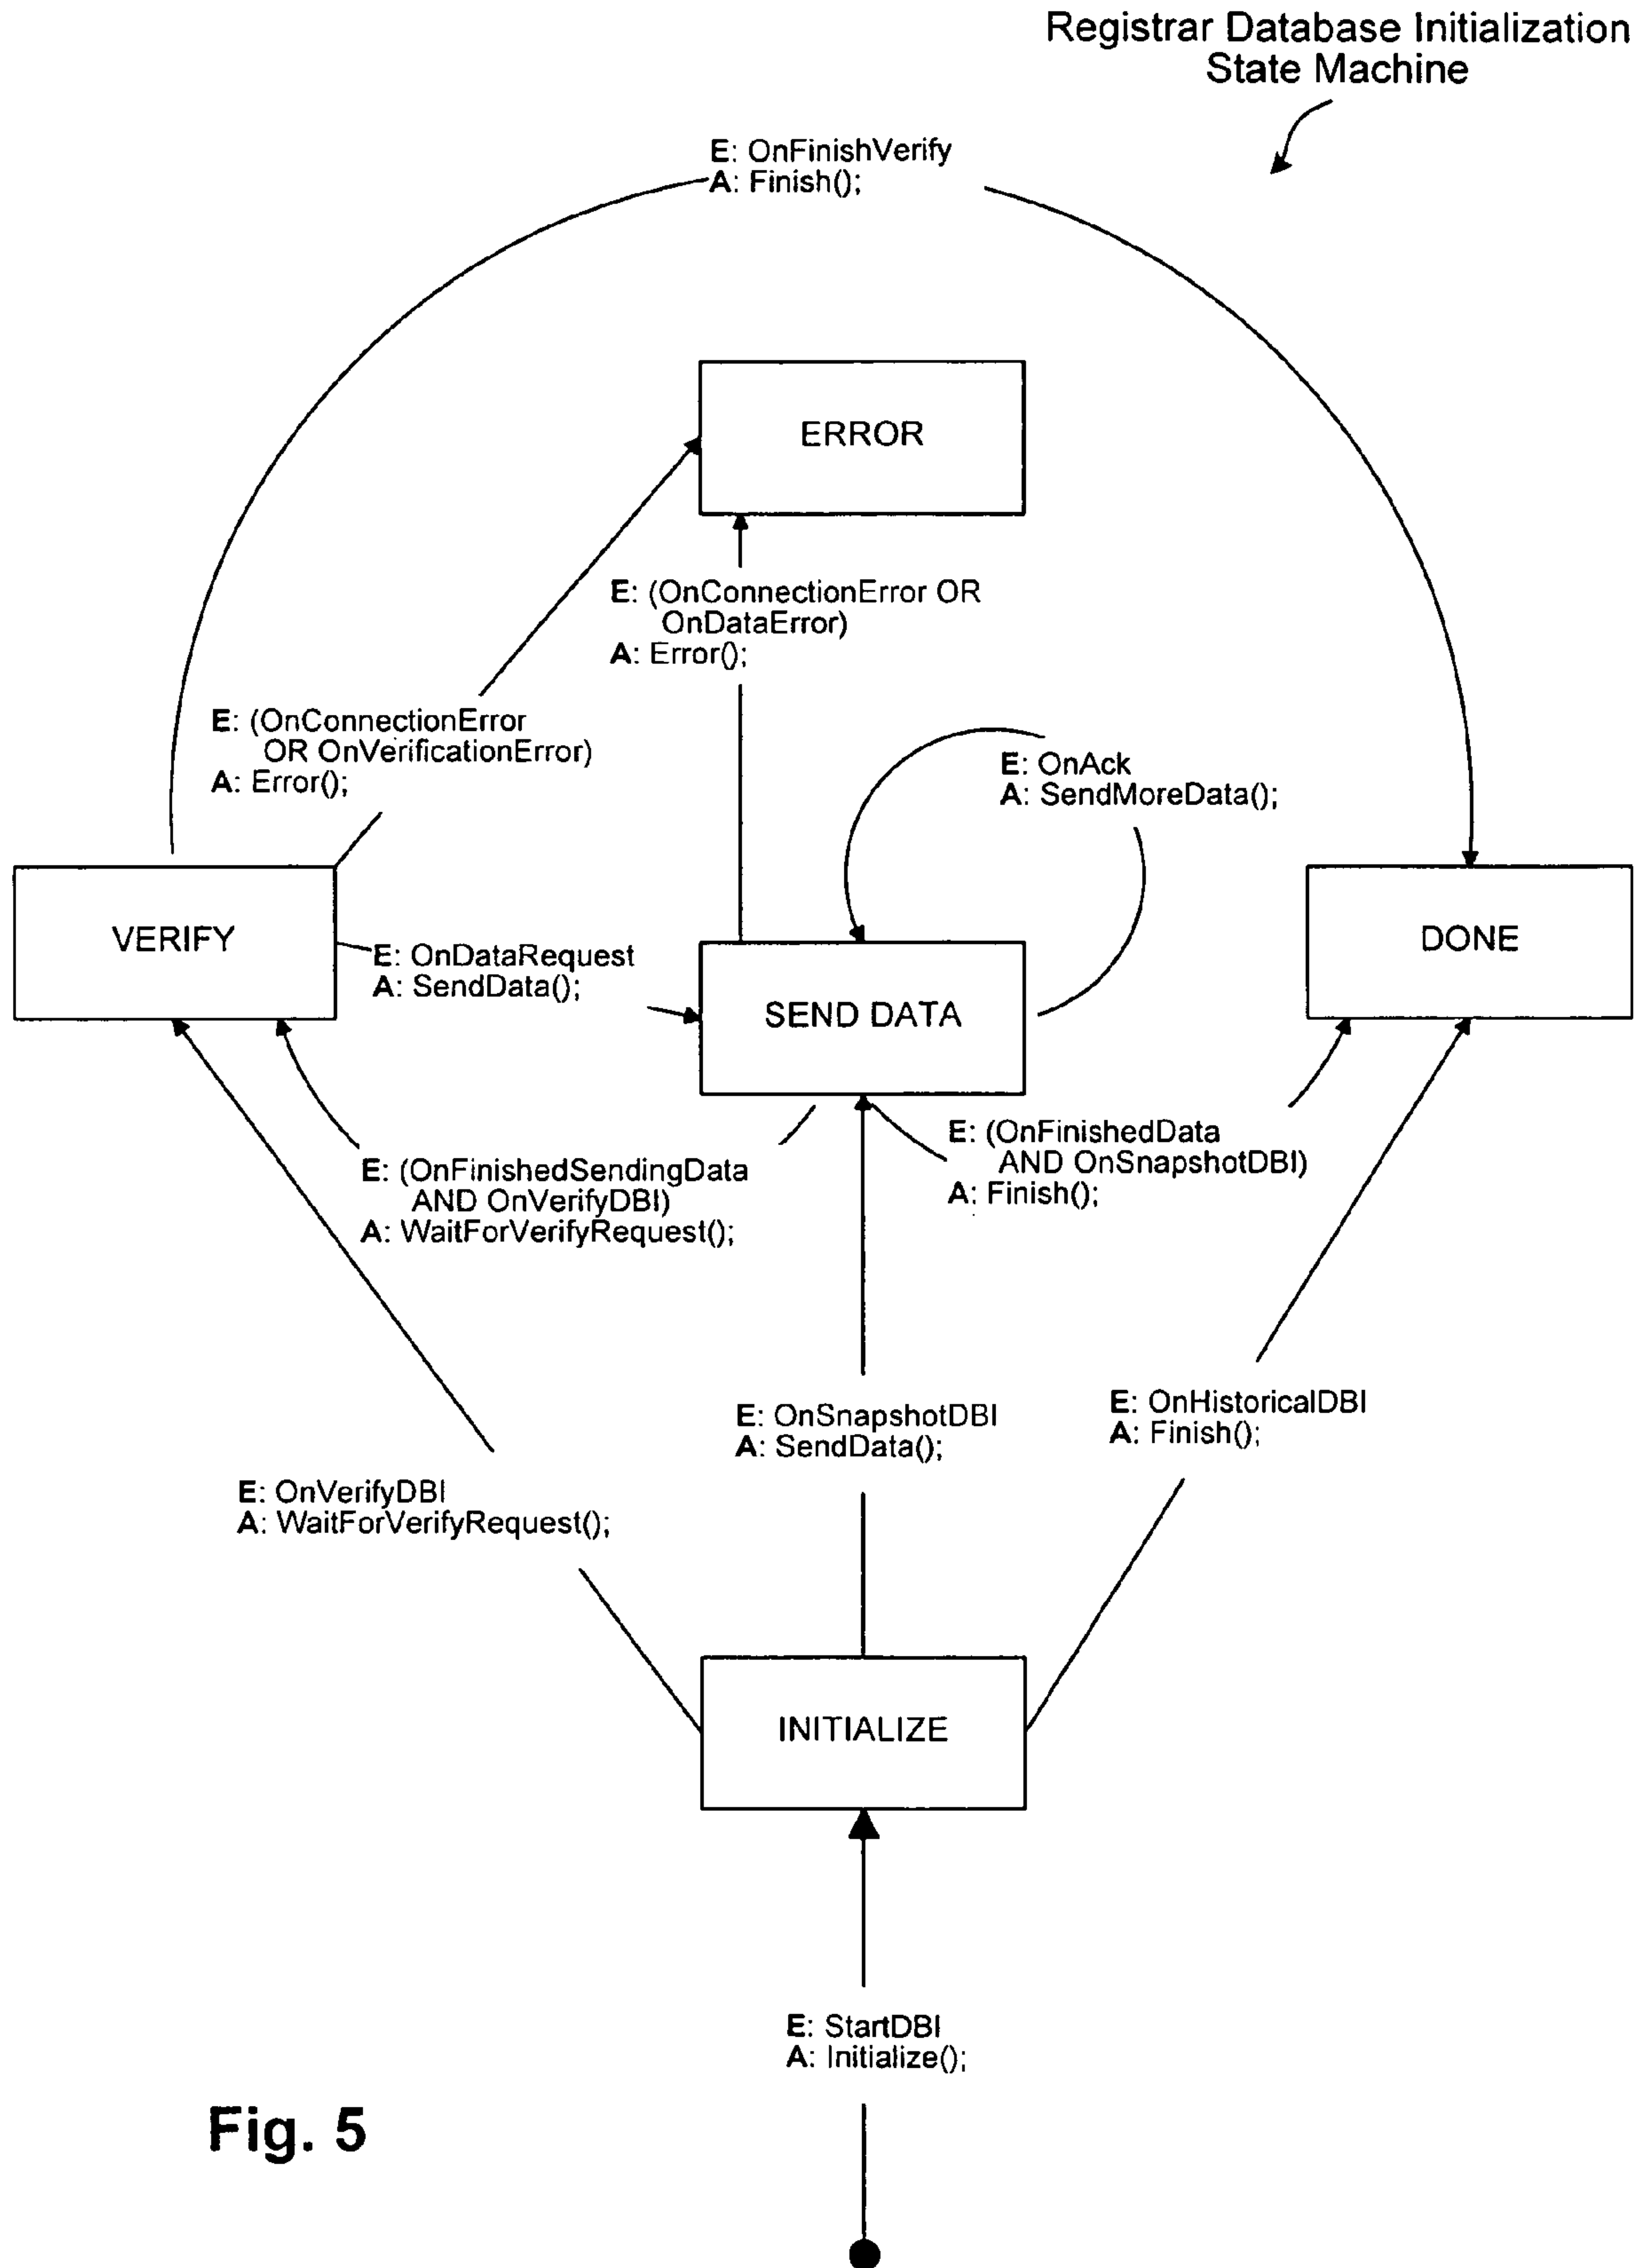 Registrar Database Initialization
State Machine
E: OnFinishVerify
A: Finish();
ERROR
E: (OnConnectionError OR
OnDataError)
A: Error();
E: (OnConnectionError
OR OnVerificationError)
A: Error();
E: OnAck
A: SendMoreData();
VERIFY
E: OnDataRequest
A: SendData();
SEND DATA
DONE
E: (OnFinishedSendingData
AND OnVerifyDBI)
A: WaitForVerifyRequest();
E: (OnFinishedData
AND OnSnapshotDBI)
A: Finish();
E: OnSnapshotDBI
A: SendData();
E: OnHistoricalDBI
A: Finish();
E: OnVerifyDBI
A: WaitForVerifyRequest();
INITIALIZE
E: StartDBI
A: Initialize();
Fig. 5